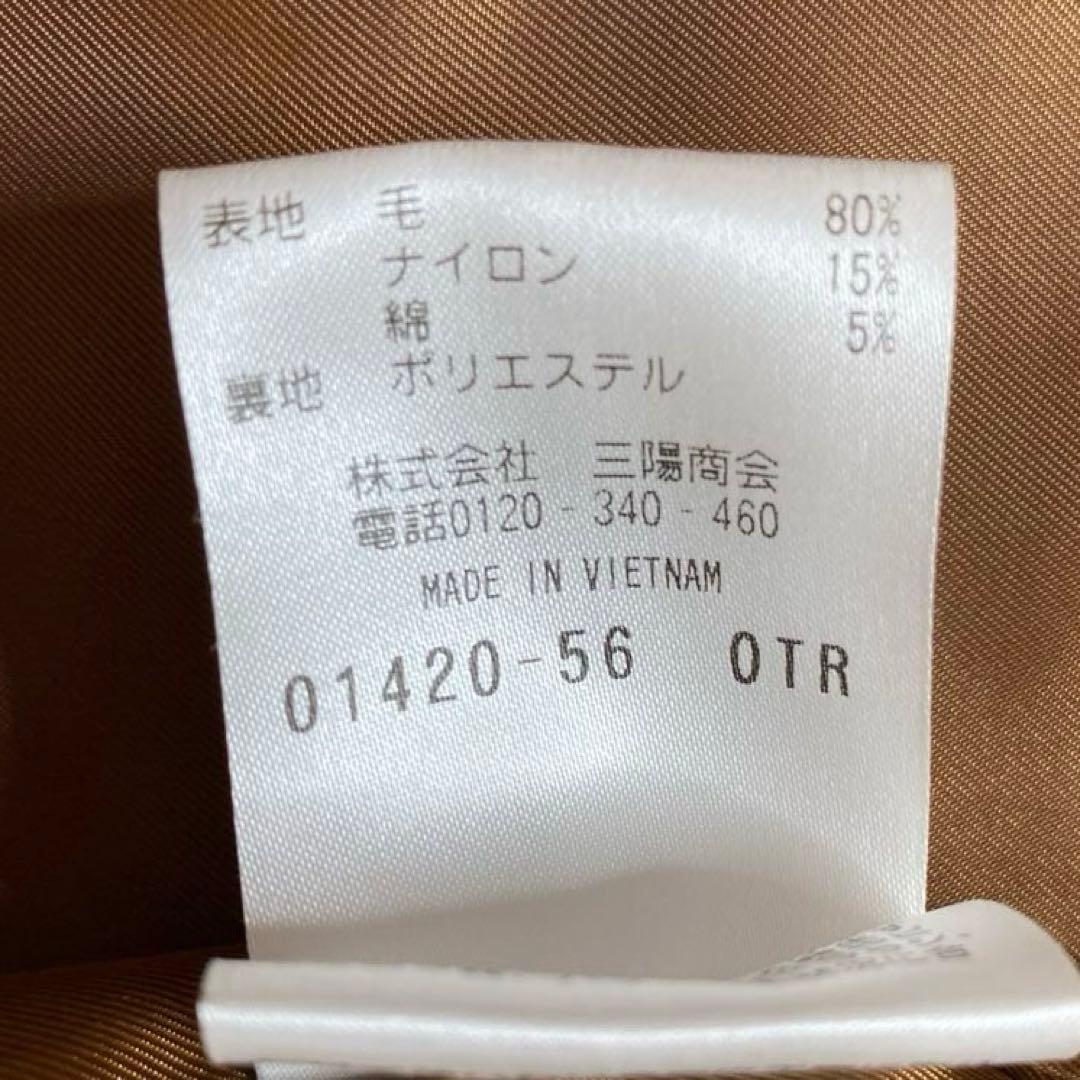 表地 毛 80%
ナイロン 15%
綿 5%
裏地 ポリエステル
株式会社 三陽商会
電話0120-340-460
MADE IN VIETNAM
01420-56 OTR